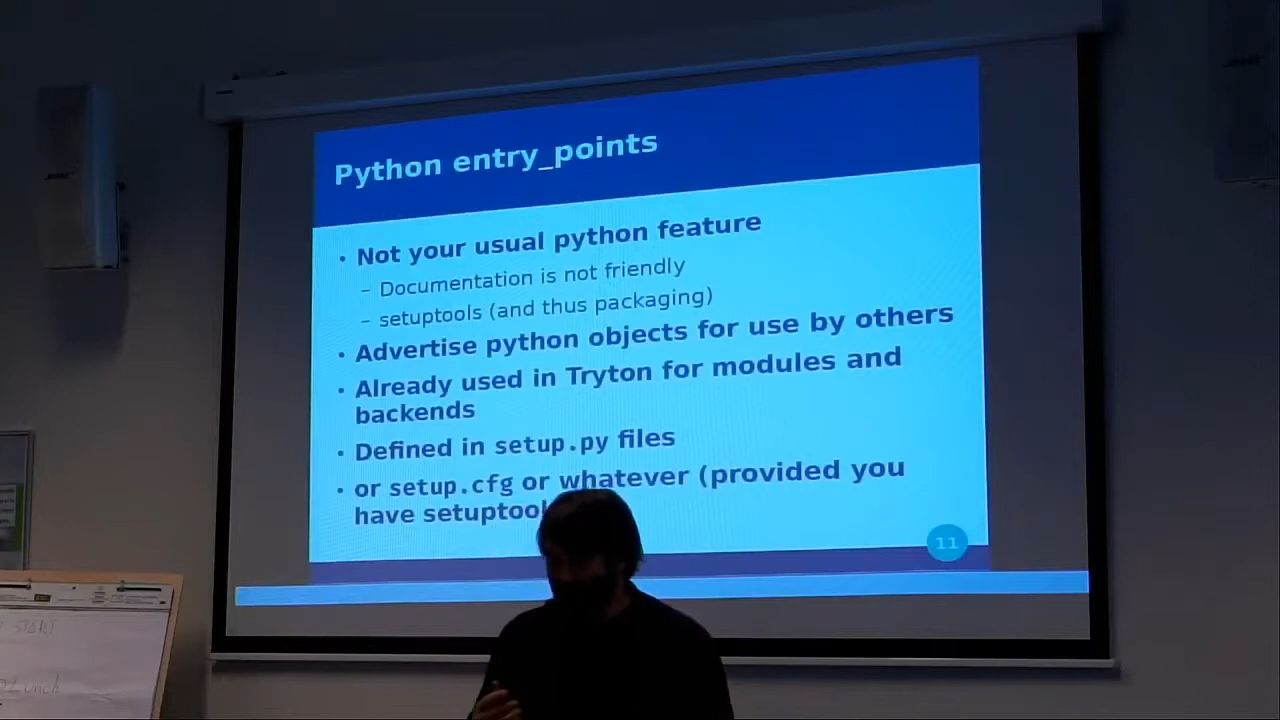 Python entry_points
• Not your usual python feature
– Documentation is not friendly
– setuptools (and thus packaging)
• Advertise python objects for use by others
• Already used in Tryton for modules and
backends
• Defined in setup.py files
• or setup.cfg or whatever (provided you
have
11
START
Lunch